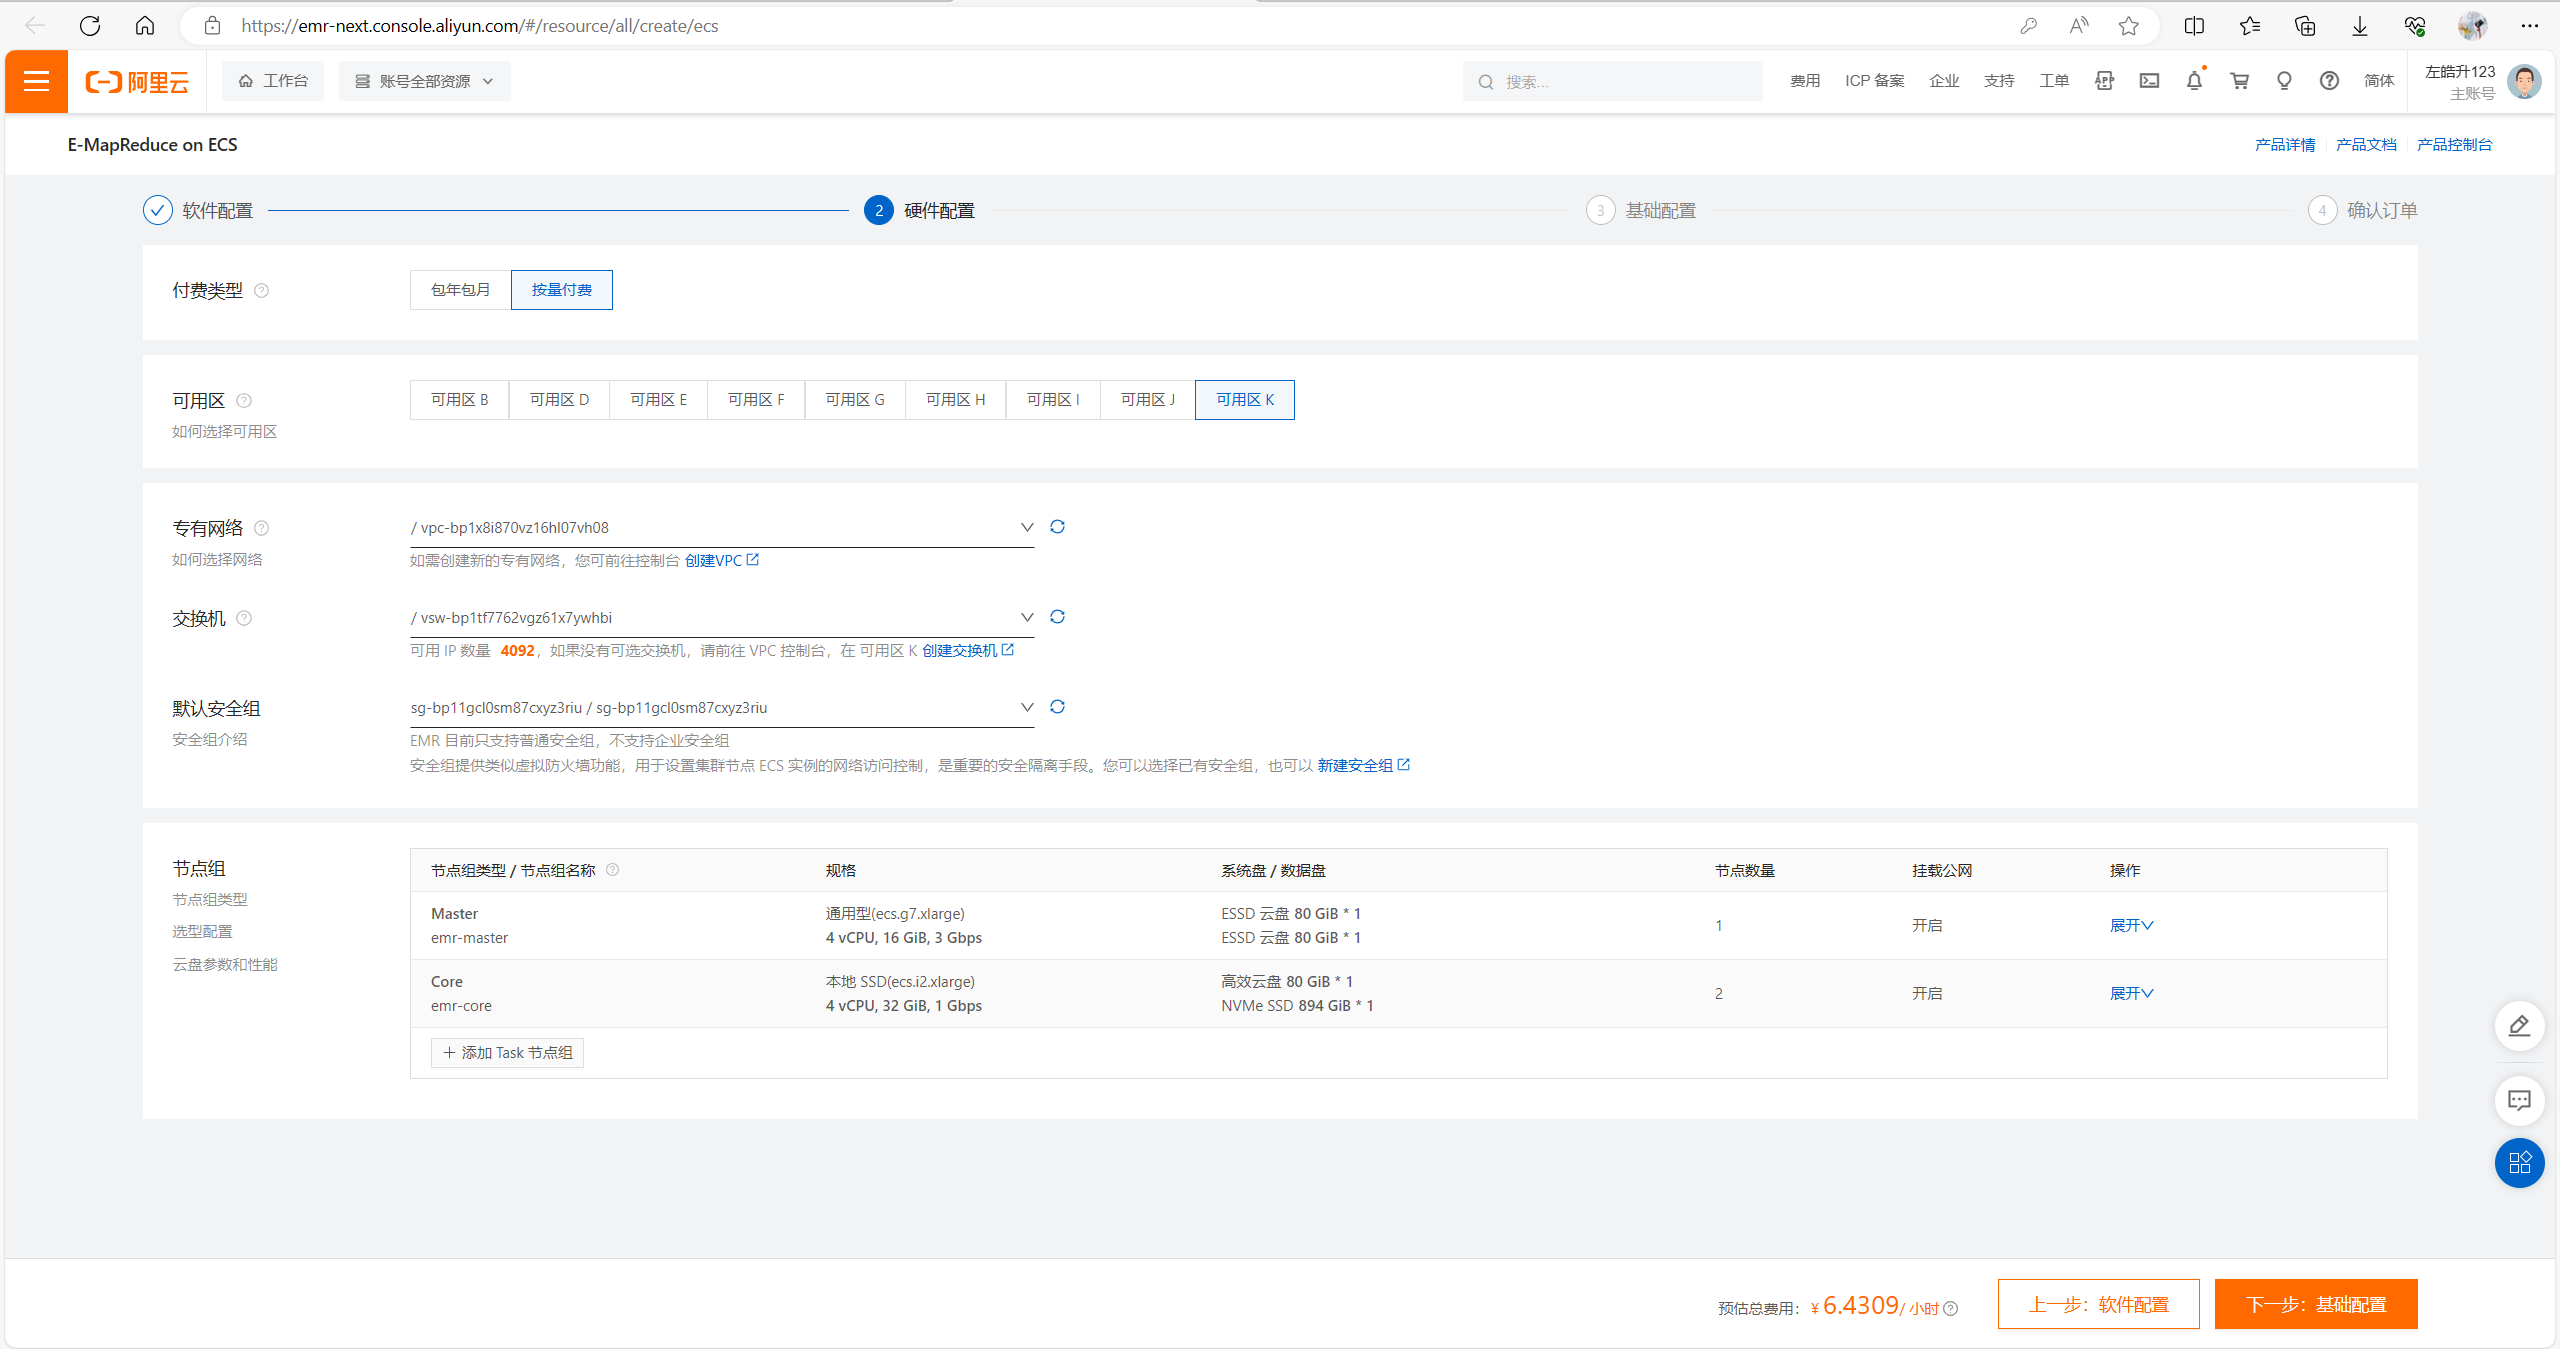 https://emr-next.console.aliyun.com/#/resource/all/create/ecs
阿里云 工作台 账号全部资源 搜索... 费用 ICP 备案 企业 支持 工单 APP 简体 左皓升123
主账号
E-MapReduce on ECS 产品详情 产品文档 产品控制台
软件配置 2 硬件配置 3 基础配置 4 确认订单
付费类型 包年包月 按量付费
可用区 可用区 B 可用区 D 可用区 E 可用区 F 可用区 G 可用区 H 可用区 I 可用区 J 可用区 K
如何选择可用区
专有网络 / vpc-bp1x8i870vz16hl07vh08
如何选择网络 如需创建新的专有网络，您可前往控制台 创建VPC
交换机 / vsw-bp1tf7762vgz61x7ywhbi
可用 IP 数量 4092，如果没有可选交换机，请前往 VPC 控制台，在 可用区 K 创建交换机
默认安全组 sg-bp11gcl0sm87cxyz3riu / sg-bp11gcl0sm87cxyz3riu
安全组介绍 EMR 目前只支持普通安全组，不支持企业安全组
安全组提供类似虚拟防火墙功能，用于设置集群节点 ECS 实例的网络访问控制，是重要的安全隔离手段。您可以选择已有安全组，也可以 新建安全组
节点组 节点组类型 / 节点组名称 规格 系统盘 / 数据盘 节点数量 挂载公网 操作
节点组类型
选型配置
云盘参数和性能
Master 通用型(ecs.g7.xlarge) ESSD 云盘 80 GiB * 1
emr-master 4 vCPU, 16 GiB, 3 Gbps ESSD 云盘 80 GiB * 1
1 开启 展开
Core 本地 SSD(ecs.i2.xlarge) 高效云盘 80 GiB * 1
emr-core 4 vCPU, 32 GiB, 1 Gbps NVMe SSD 894 GiB * 1
2 开启 展开
添加 Task 节点组
预估总费用： ¥ 6.4309/ 小时 上一步：软件配置 下一步：基础配置